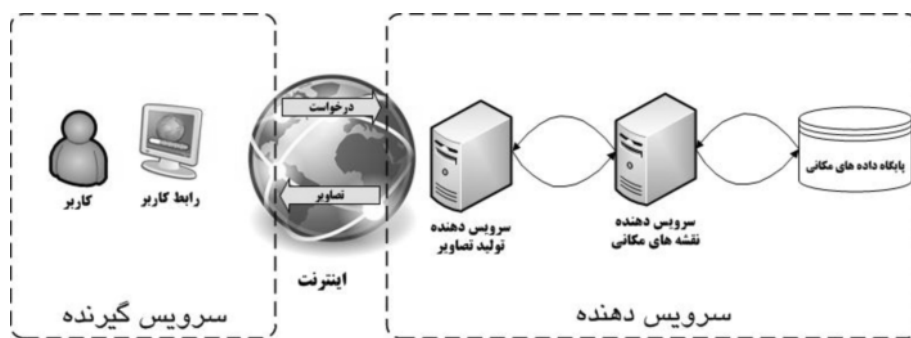 درخواست
تصاویر
کاربر
رابط کاربر
اینترنت
سرویس گیرنده
سرویس دهنده
تولید تصاویر
سرویس دهنده
نقشه های مکانی
پایگاه داده های مکانی
سرویس دهنده